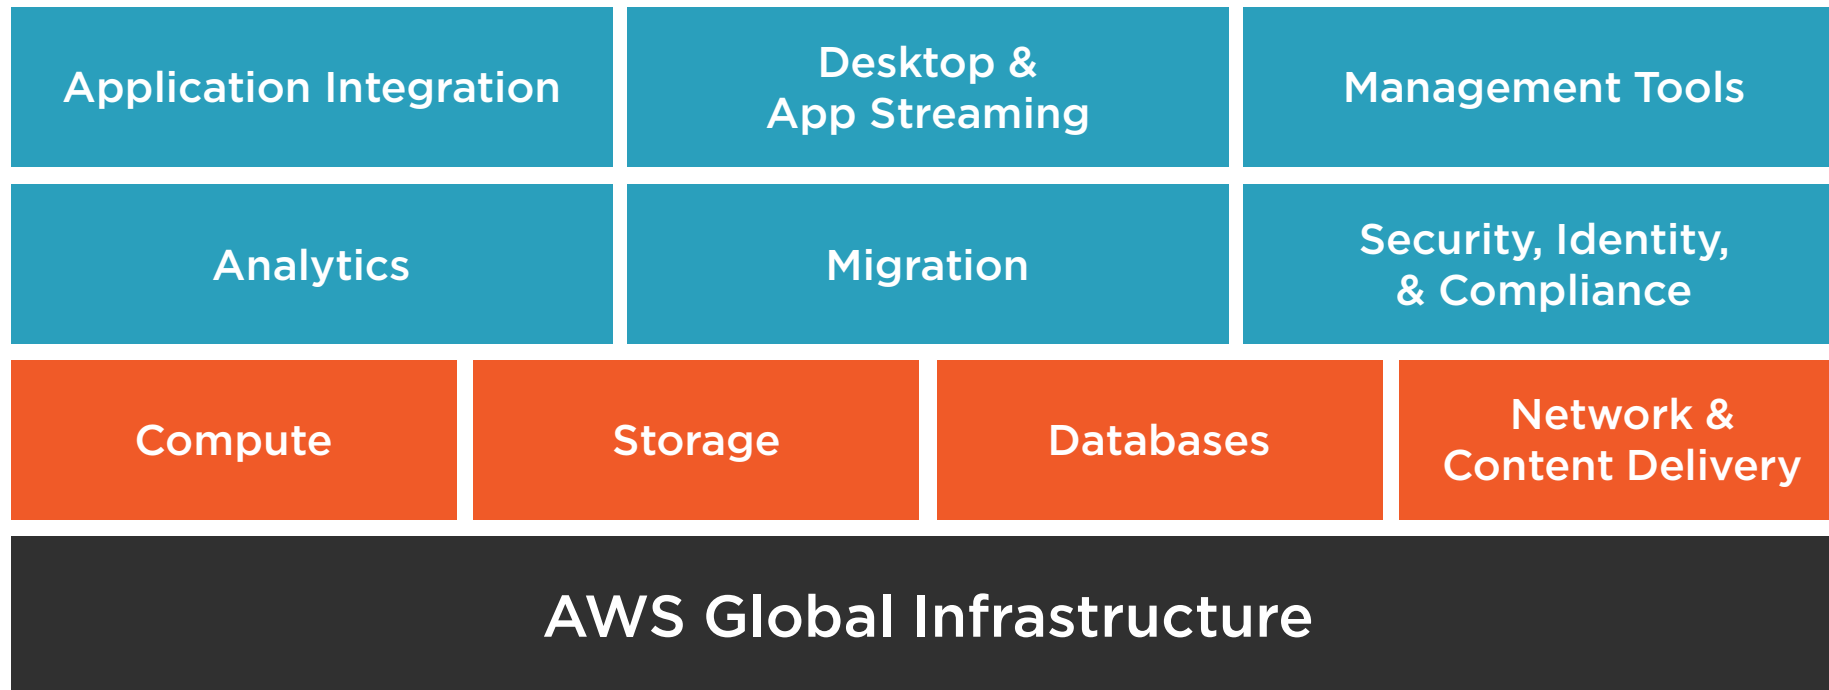 Application Integration
Desktop &
App Streaming
Management Tools
Analytics
Migration
Security, Identity,
& Compliance
Compute
Storage
Databases
Network &
Content Delivery
AWS Global Infrastructure